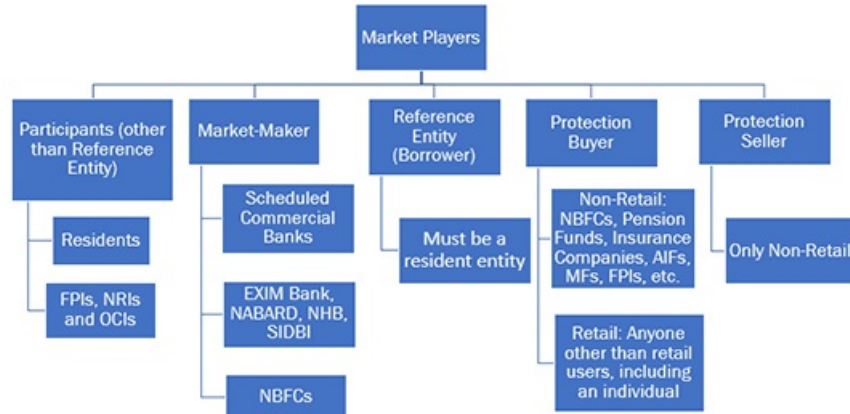 Market Players
Participants (other
than Reference
Entity)
Residents
FPIs, NRIs
and OCIs
Market-Maker
Scheduled
Commercial
Banks
EXIM Bank,
NABARD, NHB,
SIDBI
NBFCs
Reference
Entity
(Borrower)
Must be a
resident entity
Protection
Buyer
Non-Retail:
NBFCs, Pension
Funds, Insurance
Companies, AIFs,
MFs, FPIs, etc.
Retail: Anyone
other than retail
users, including
an individual
Protection
Seller
Only Non-Retail